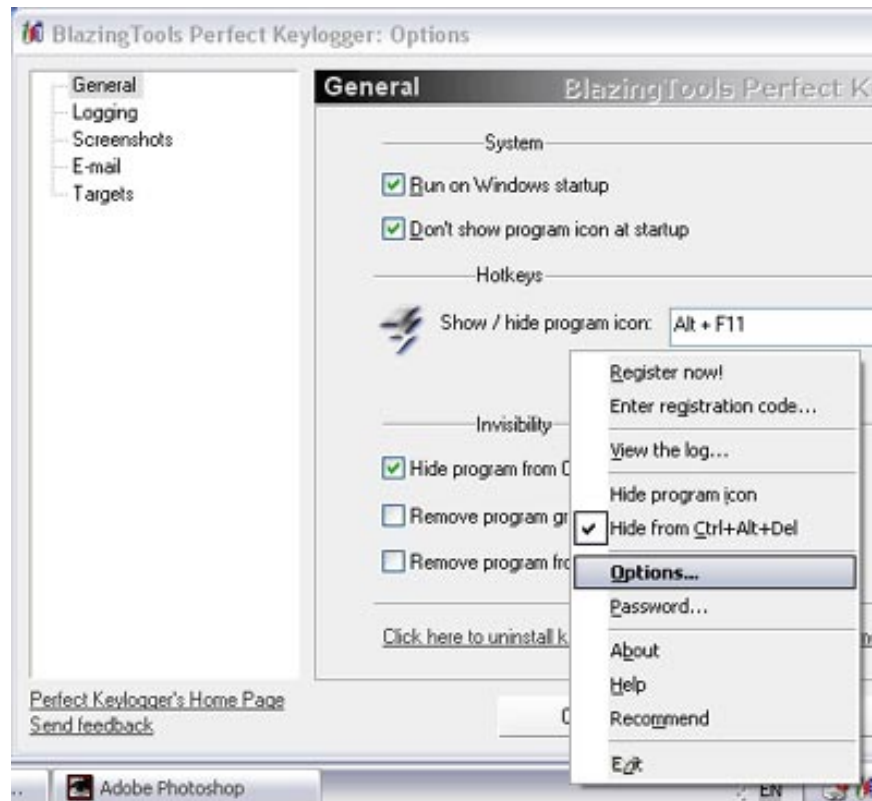 BlazingTools Perfect Keylogger: Options
General
Logging
Screenshots
E-mail
Targets
General BlazingTools Perfect K
System
Run on Windows startup
Don't show program icon at startup
Hotkeys
Show / hide program icon: Alt + F11
Invisibility
Hide program from C
Remove program gr
Remove program fro
Click here to uninstall k
Register now!
Enter registration code...
View the log...
Hide program icon
Hide from Ctrl+Alt+Del
Options...
Password...
About
Help
Recommend
Exit
Perfect Keylogger's Home Page
Send feedback
Adobe Photoshop
EN